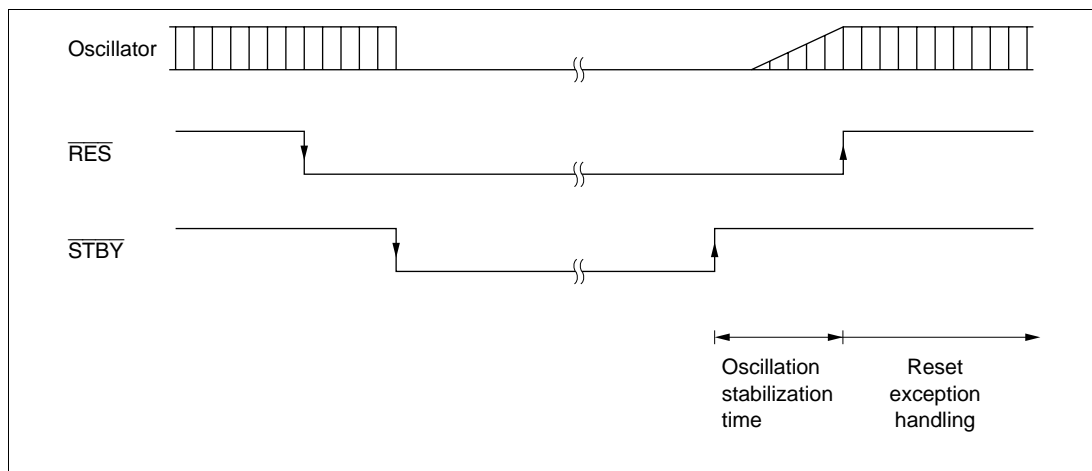 Oscillator
RES
STBY
Oscillation
stabilization
time
Reset
exception
handling